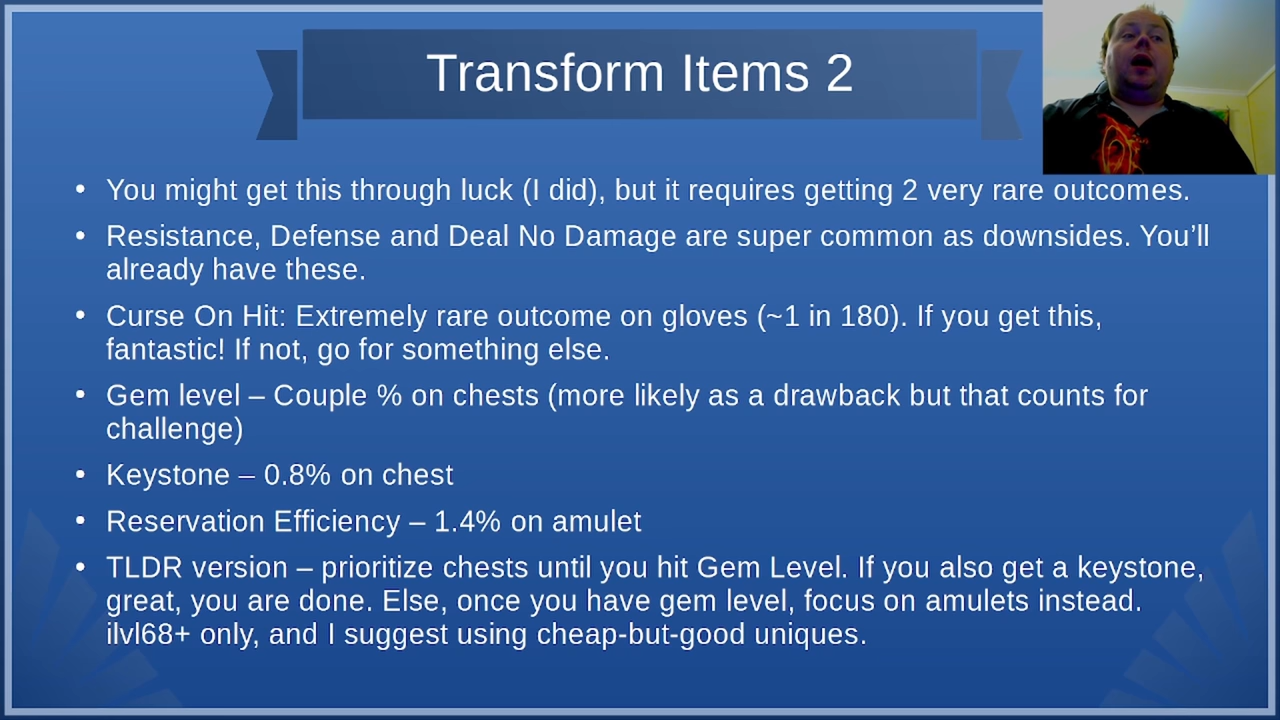 Transform Items 2
• You might get this through luck (I did), but it requires getting 2 very rare outcomes.
• Resistance, Defense and Deal No Damage are super common as downsides. You’ll
already have these.
• Curse On Hit: Extremely rare outcome on gloves (~1 in 180). If you get this,
fantastic! If not, go for something else.
• Gem level – Couple % on chests (more likely as a drawback but that counts for
challenge)
• Keystone – 0.8% on chest
• Reservation Efficiency – 1.4% on amulet
• TLDR version – prioritize chests until you hit Gem Level. If you also get a keystone,
great, you are done. Else, once you have gem level, focus on amulets instead.
ilvl68+ only, and I suggest using cheap-but-good uniques.